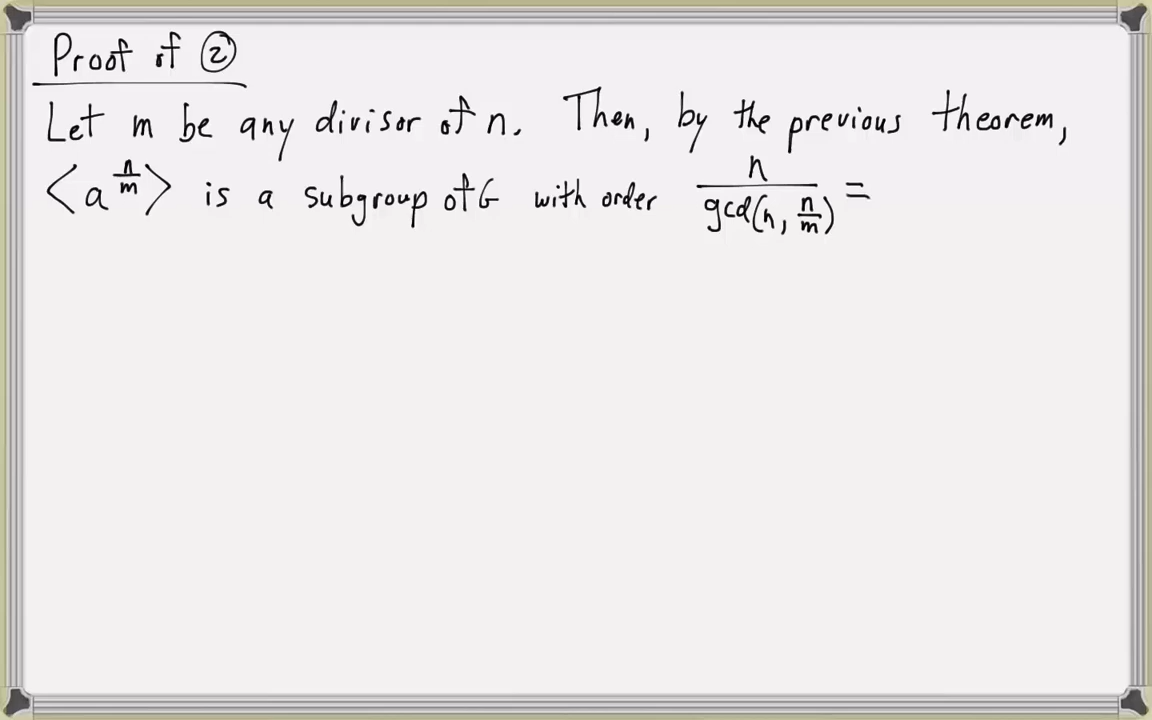 Proof of ②
Let m be any divisor of n. Then, by the previous theorem,
⟨a^(n/m)⟩ is a subgroup of G with order n/gcd(n, n/m) =